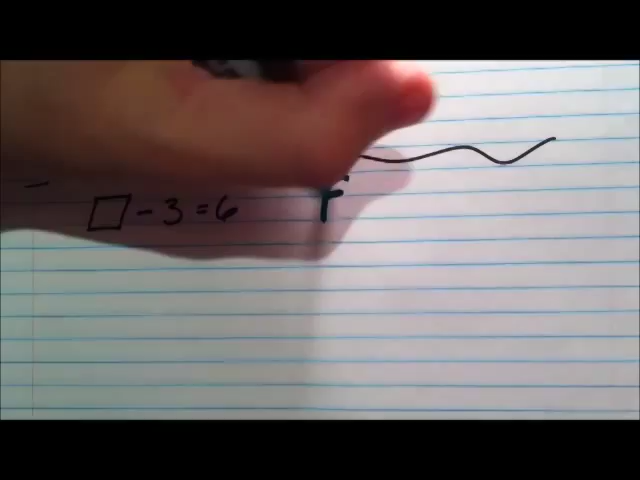 □ - 3 = 6